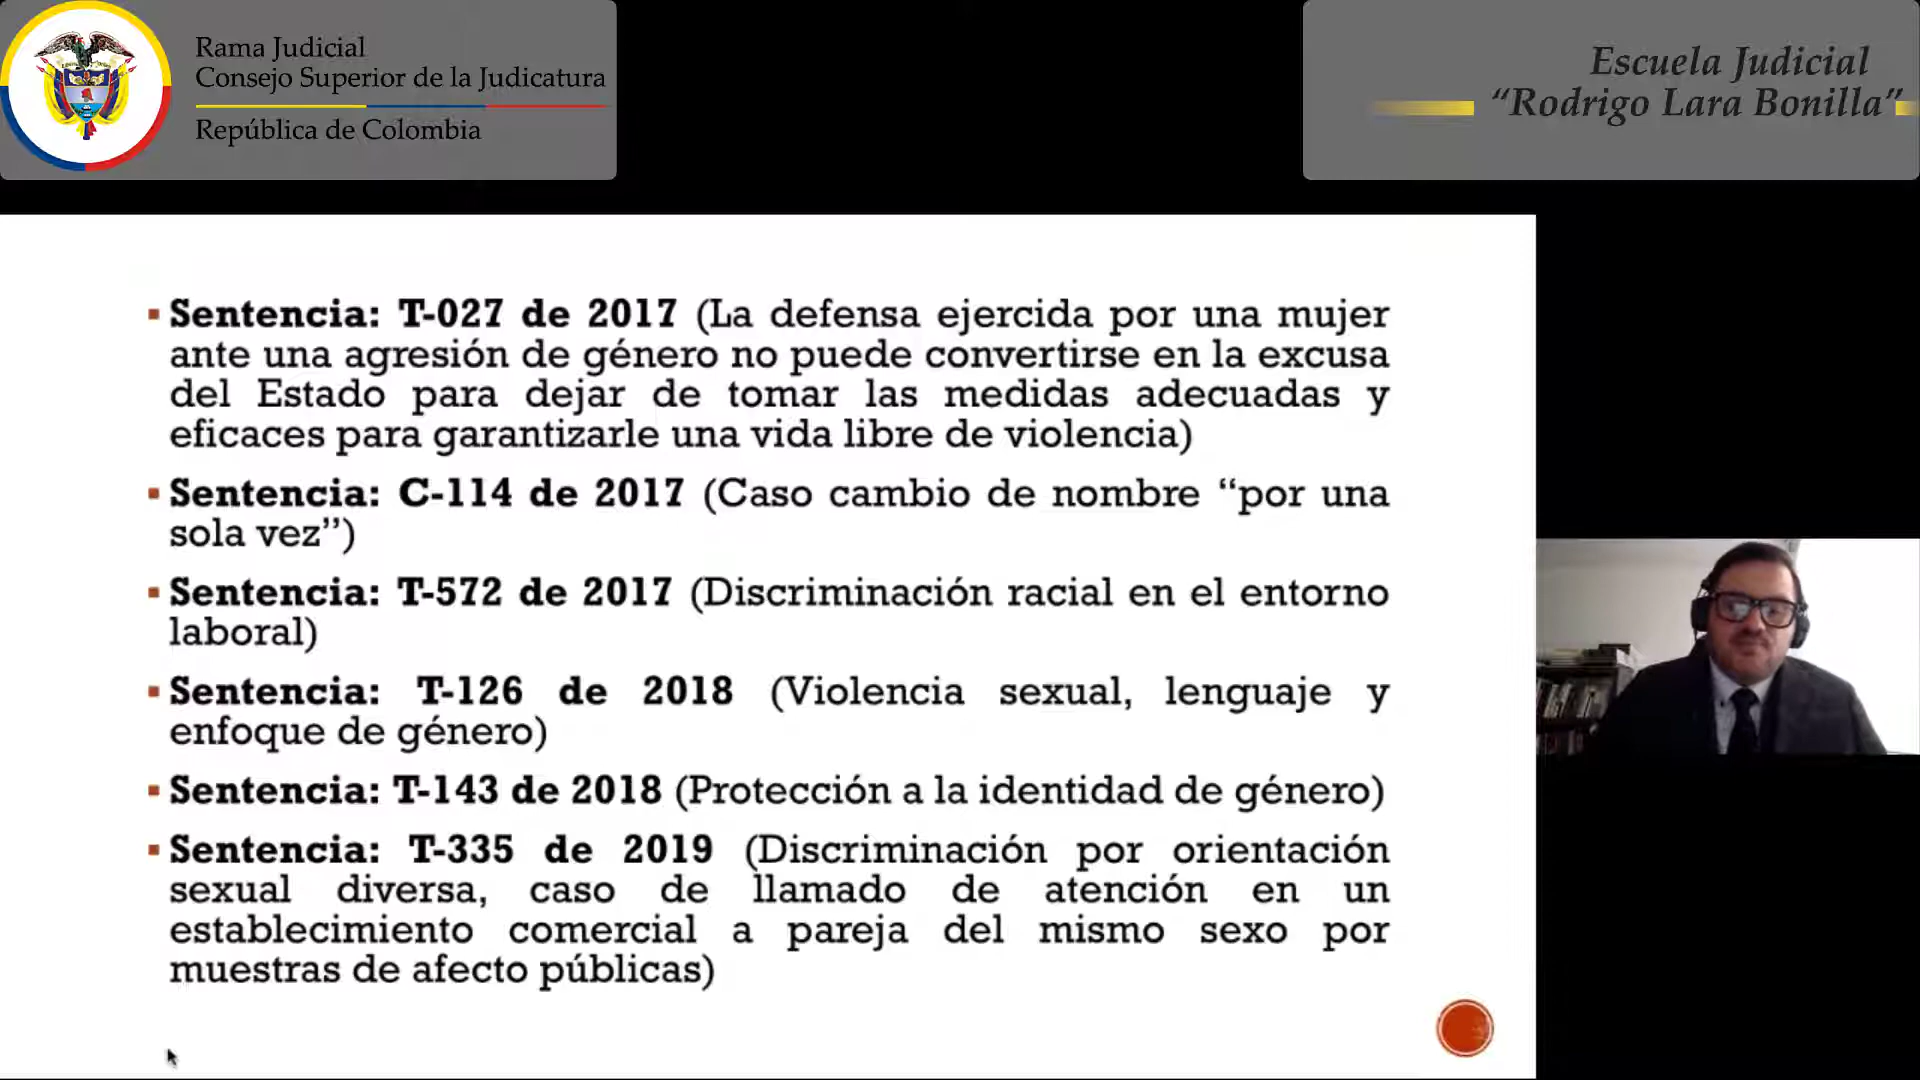 Rama Judicial
Consejo Superior de la Judicatura
República de Colombia
Escuela Judicial
“Rodrigo Lara Bonilla”
▪ Sentencia: T-027 de 2017 (La defensa ejercida por una mujer
ante una agresión de género no puede convertirse en la excusa
del Estado para dejar de tomar las medidas adecuadas y
eficaces para garantizarle una vida libre de violencia)
▪ Sentencia: C-114 de 2017 (Caso cambio de nombre “por una
sola vez”)
▪ Sentencia: T-572 de 2017 (Discriminación racial en el entorno
laboral)
▪ Sentencia: T-126 de 2018 (Violencia sexual, lenguaje y
enfoque de género)
▪ Sentencia: T-143 de 2018 (Protección a la identidad de género)
▪ Sentencia: T-335 de 2019 (Discriminación por orientación
sexual diversa, caso de llamado de atención en un
establecimiento comercial a pareja del mismo sexo por
muestras de afecto públicas)